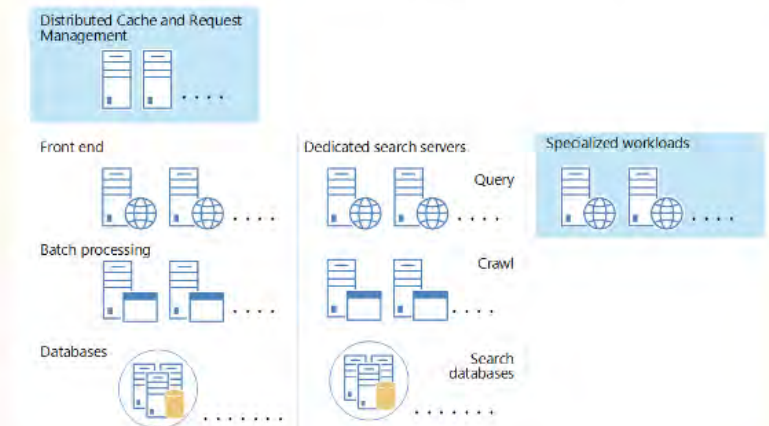 Distributed Cache and Request
Management
Front end
Dedicated search servers
Specialized workloads
Query
Batch processing
Crawl
Databases
Search
databases